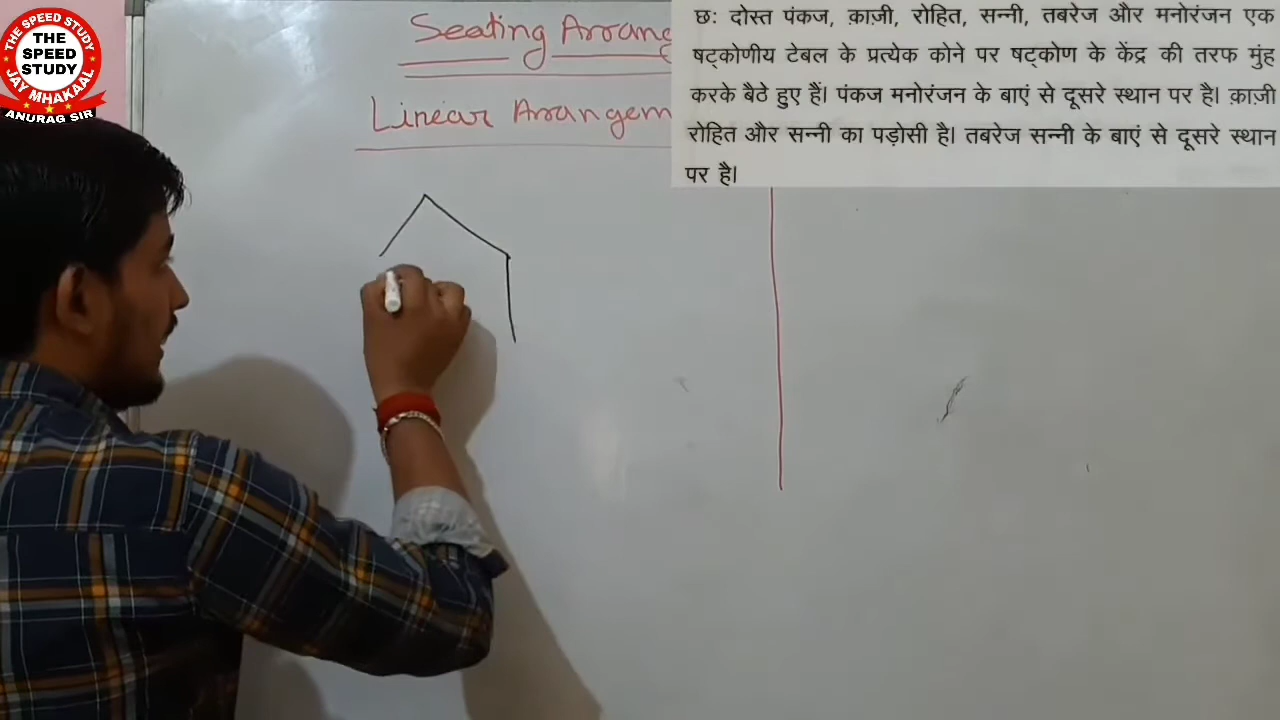 THE SPEED STUDY
THE
SPEED
STUDY
JAY MHAKAAL
ANURAG SIR
Seating Arrang
Linear Arrangem
छः दोस्त पंकज, क़ाज़ी, रोहित, सन्नी, तबरेज और मनोरंजन एक
षट्कोणीय टेबल के प्रत्येक कोने पर षट्कोण के केंद्र की तरफ मुंह
करके बैठे हुए हैं। पंकज मनोरंजन के बाएं से दूसरे स्थान पर है। क़ाज़ी
रोहित और सन्नी का पड़ोसी है। तबरेज सन्नी के बाएं से दूसरे स्थान
पर है।